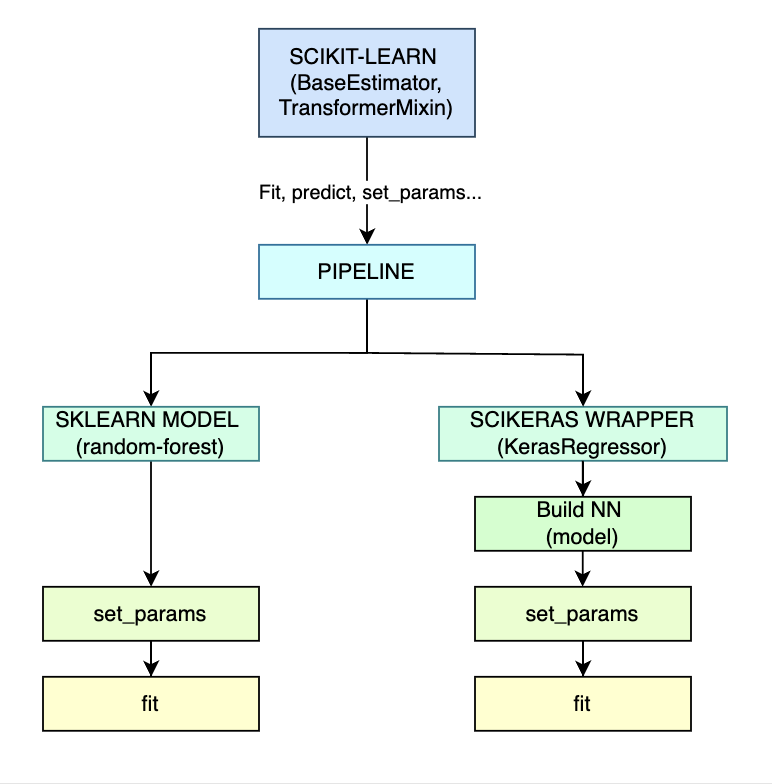 SCIKIT-LEARN
(BaseEstimator,
TransformerMixin)
Fit, predict, set_params...
PIPELINE
SKLEARN MODEL
(random-forest)
SCIKERAS WRAPPER
(KerasRegressor)
Build NN
(model)
set_params
set_params
fit
fit